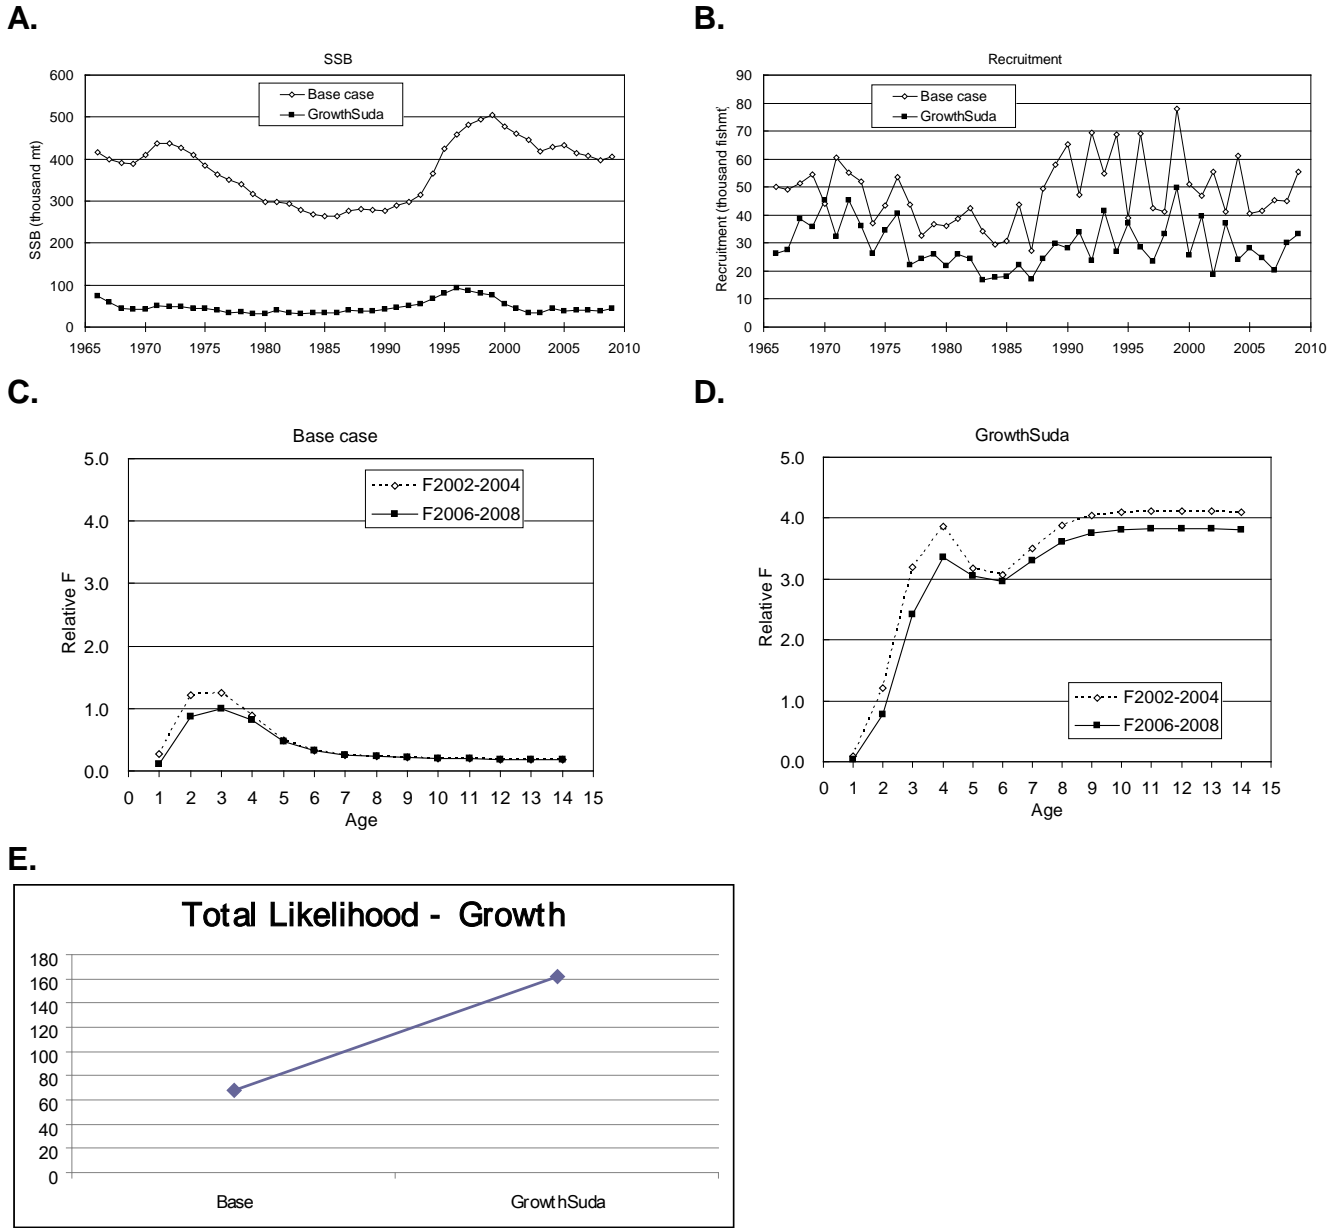 A.
SSB
600
500
400
300
200
100
0
SSB (thousand mt)
Base case
GrowthSuda
1965 1970 1975 1980 1985 1990 1995 2000 2005 2010
B.
Recruitment
90
80
70
60
50
40
30
20
10
0
Recruitment (thousand fishmt)
Base case
GrowthSuda
1965 1970 1975 1980 1985 1990 1995 2000 2005 2010
C.
Base case
5.0
4.0
3.0
2.0
1.0
0.0
Relative F
F2002-2004
F2006-2008
0 1 2 3 4 5 6 7 8 9 10 11 12 13 14 15
Age
D.
GrowthSuda
5.0
4.0
3.0
2.0
1.0
0.0
Relative F
F2002-2004
F2006-2008
0 1 2 3 4 5 6 7 8 9 10 11 12 13 14 15
Age
E.
Total Likelihood - Growth
180
160
140
120
100
80
60
40
20
0
Base GrowthSuda